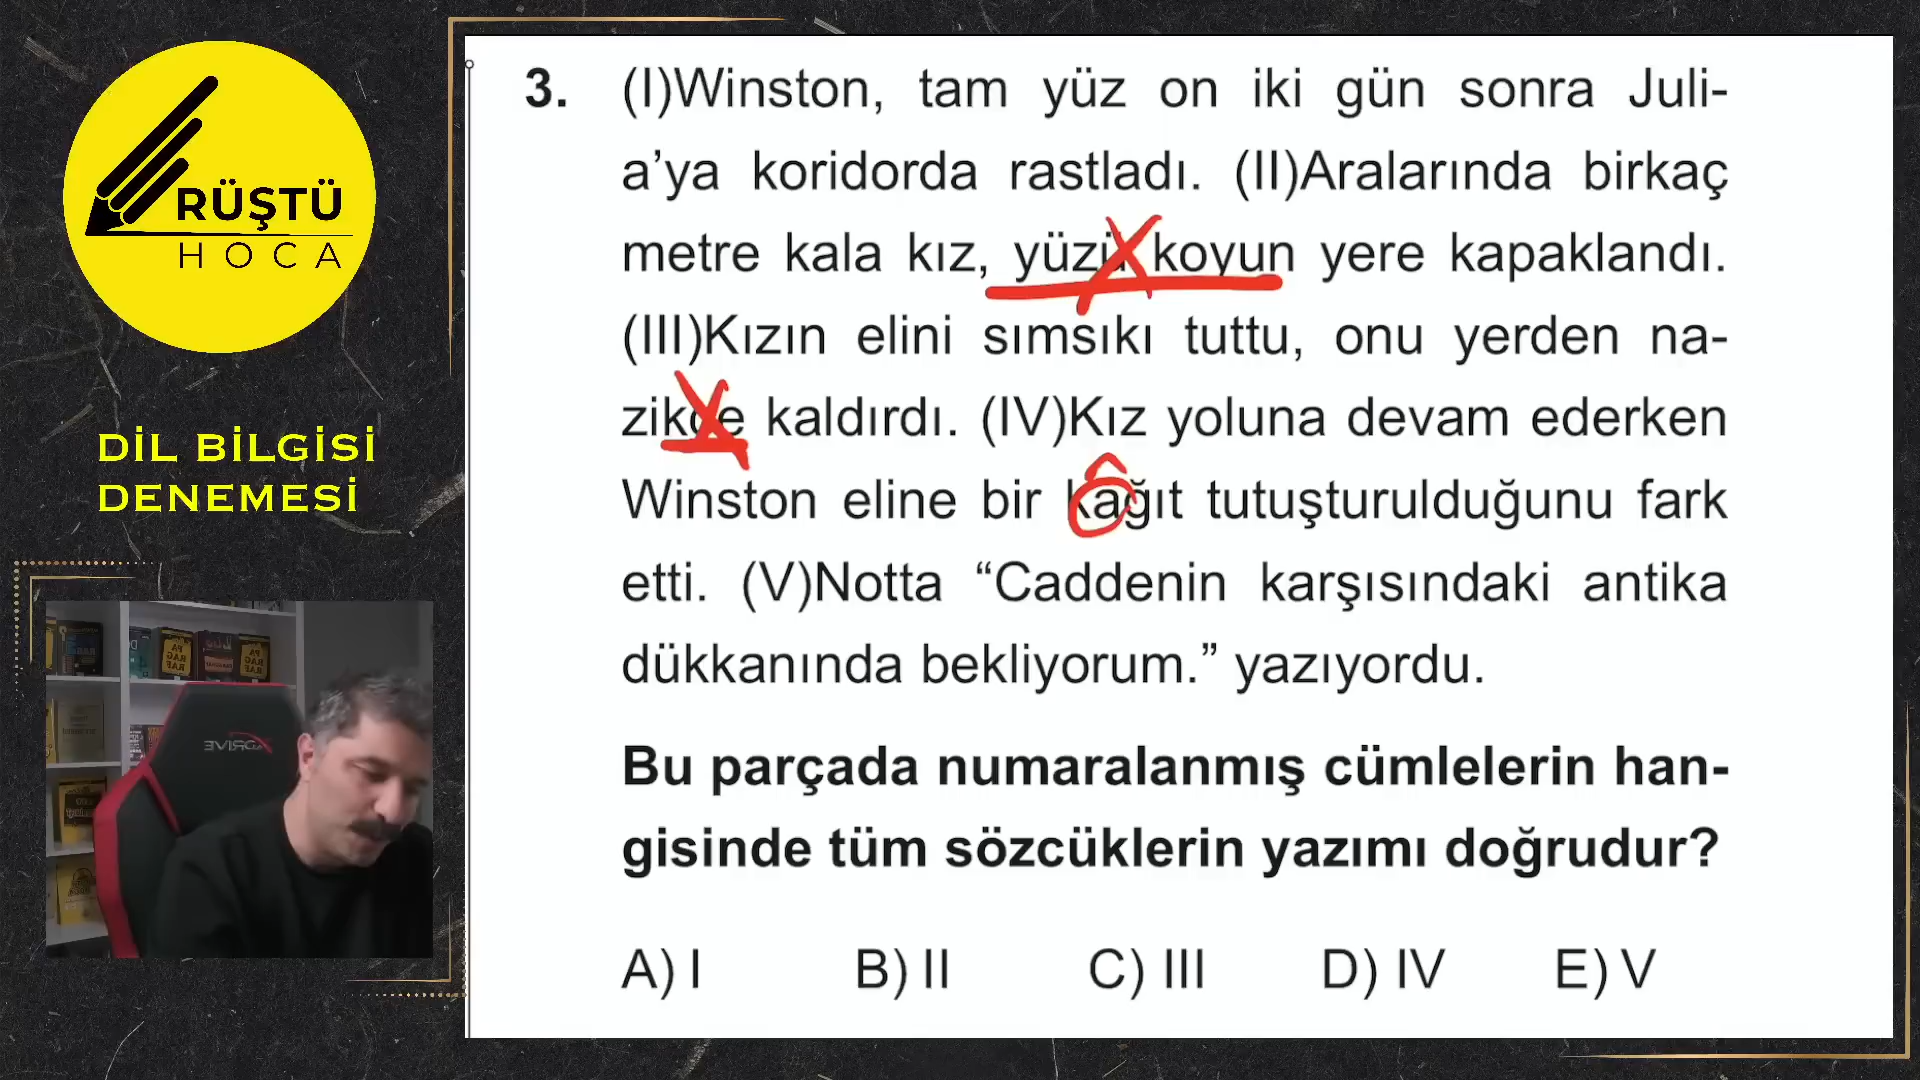 RÜŞTÜ
HOCA
DİL BİLGİSİ
DENEMESİ
3. (I)Winston, tam yüz on iki gün sonra Juli-
a’ya koridorda rastladı. (II)Aralarında birkaç
metre kala kız, yüzü koyun yere kapaklandı.
(III)Kızın elini sımsıkı tuttu, onu yerden na-
zikçe kaldırdı. (IV)Kız yoluna devam ederken
Winston eline bir kağıt tutuşturulduğunu fark
etti. (V)Notta “Caddenin karşısındaki antika
dükkanında bekliyorum.” yazıyordu.
Bu parçada numaralanmış cümlelerin han-
gisinde tüm sözcüklerin yazımı doğrudur?
A) I B) II C) III D) IV E) V